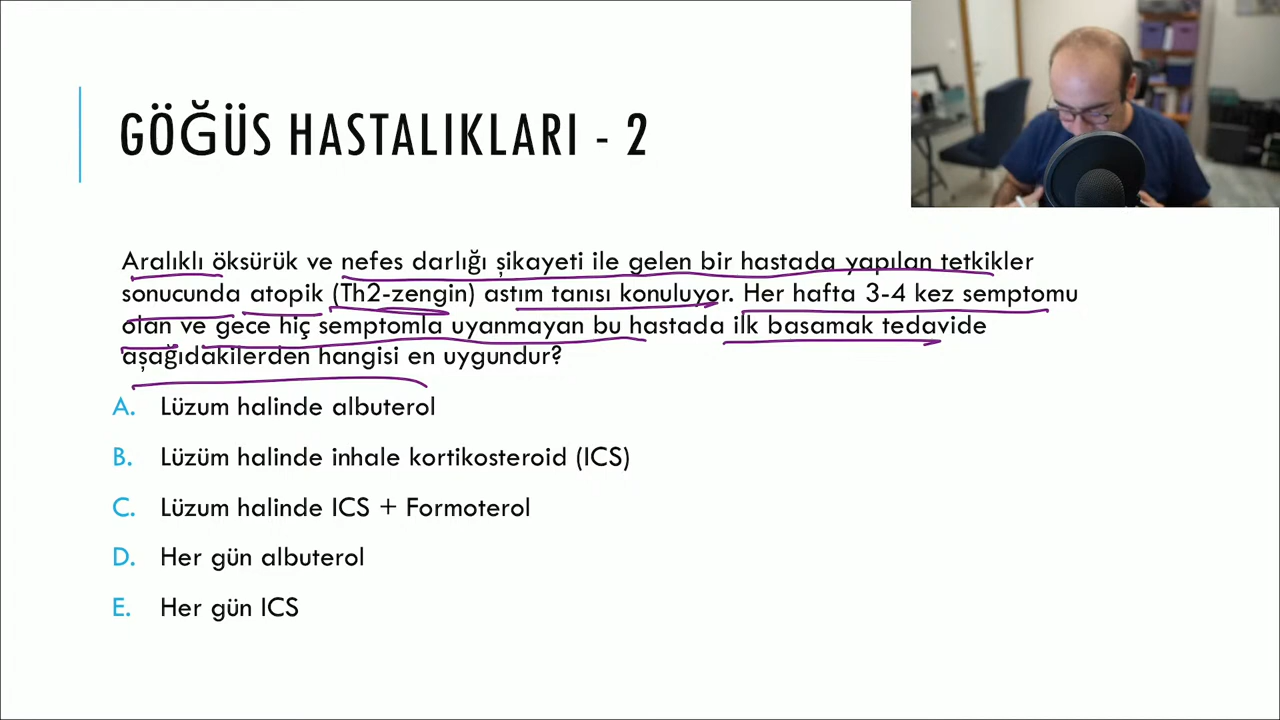 GÖĞÜS HASTALIKLARI - 2
Aralıklı öksürük ve nefes darlığı şikayeti ile gelen bir hastada yapılan tetkikler
sonucunda atopik (Th2-zengin) astım tanısı konuluyor. Her hafta 3-4 kez semptomu
olan ve gece hiç semptomla uyanmayan bu hastada ilk basamak tedavide
aşağıdakilerden hangisi en uygundur?
A. Lüzum halinde albuterol
B. Lüzüm halinde inhale kortikosteroid (ICS)
C. Lüzum halinde ICS + Formoterol
D. Her gün albuterol
E. Her gün ICS